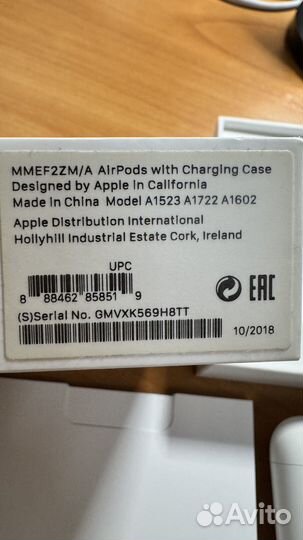 MMEF2ZM/A AirPods with Charging Case
Designed by Apple in California
Made in China Model A1523 A1722 A1602
Apple Distribution International
Hollyhill Industrial Estate Cork, Ireland
UPC
8 88462 85851 9
EAC
(S)Serial No. GMVXK569H8TT
10/2018
Avito